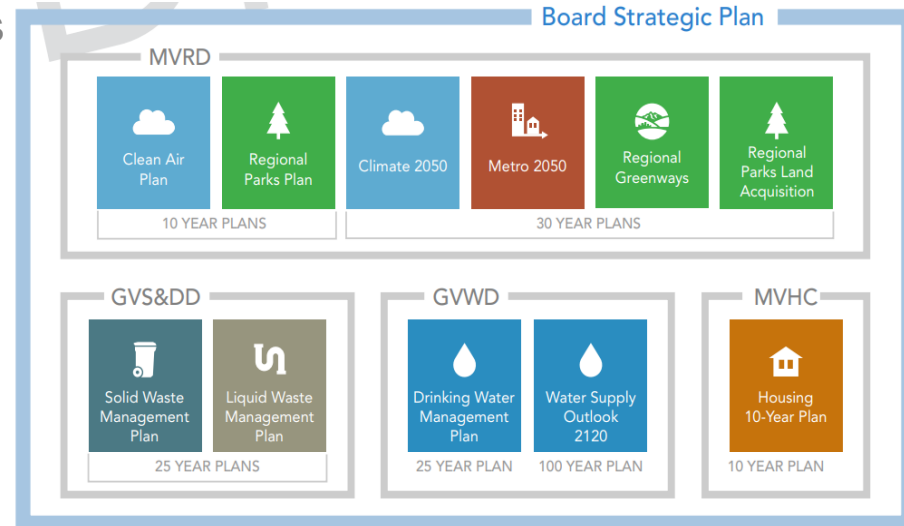 Board Strategic Plan
MVRD
Clean Air
Plan
Regional
Parks Plan
Climate 2050
Metro 2050
Regional
Greenways
Regional
Parks Land
Acquisition
10 YEAR PLANS
30 YEAR PLANS
GVS&DD
GVWD
MVHC
Solid Waste
Management
Plan
Liquid Waste
Management
Plan
Drinking Water
Management
Plan
Water Supply
Outlook
2120
Housing
10-Year Plan
25 YEAR PLANS
25 YEAR PLAN
100 YEAR PLAN
10 YEAR PLAN